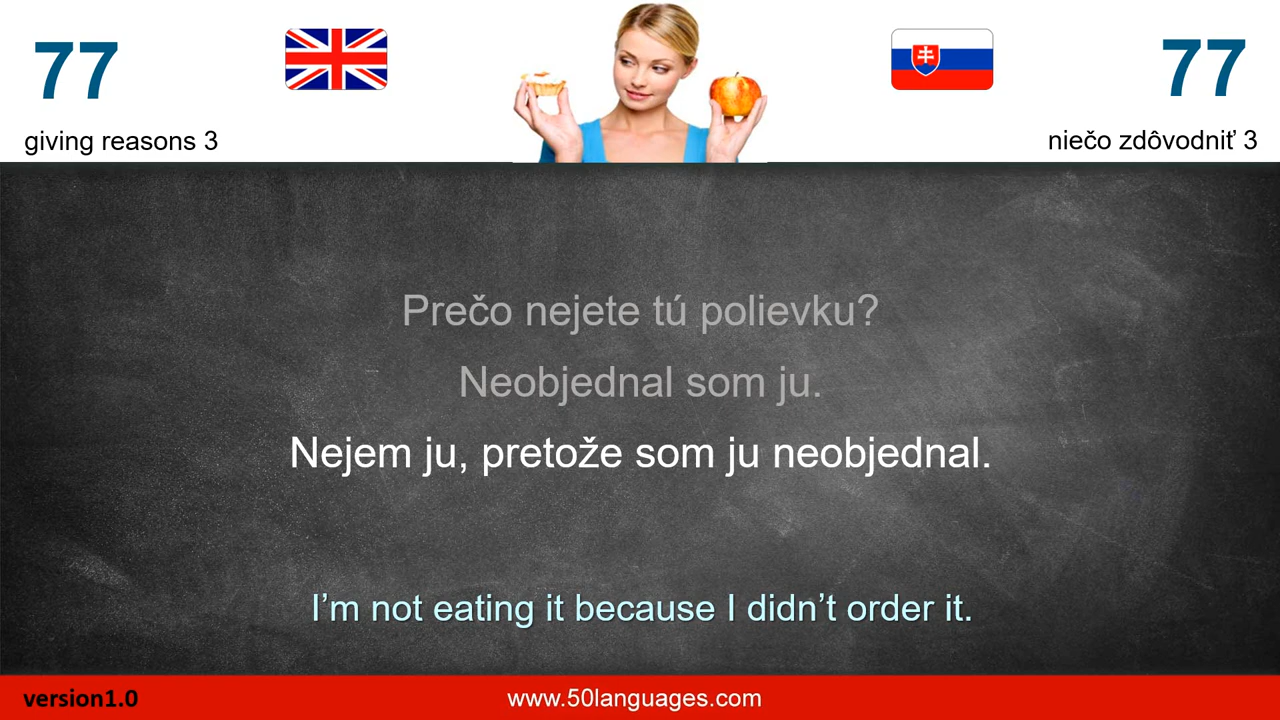 77
77
giving reasons 3
niečo zdôvodniť 3
Prečo nejete tú polievku?
Neobjednal som ju.
Nejem ju, pretože som ju neobjednal.
I’m not eating it because I didn’t order it.
version1.0
www.50languages.com